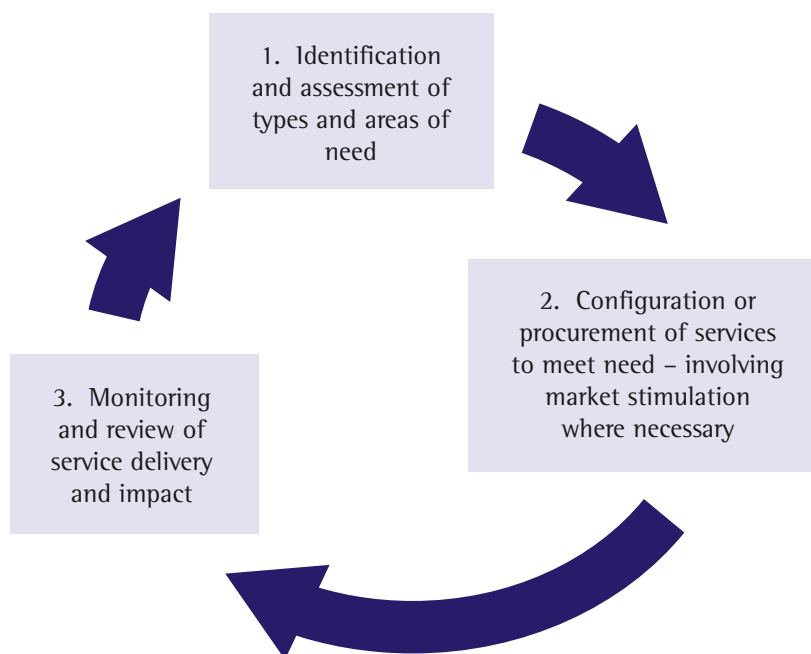 1. Identification
and assessment of
types and areas of
need
2. Configuration or
procurement of services
to meet need – involving
market stimulation
where necessary
3. Monitoring
and review of
service delivery
and impact